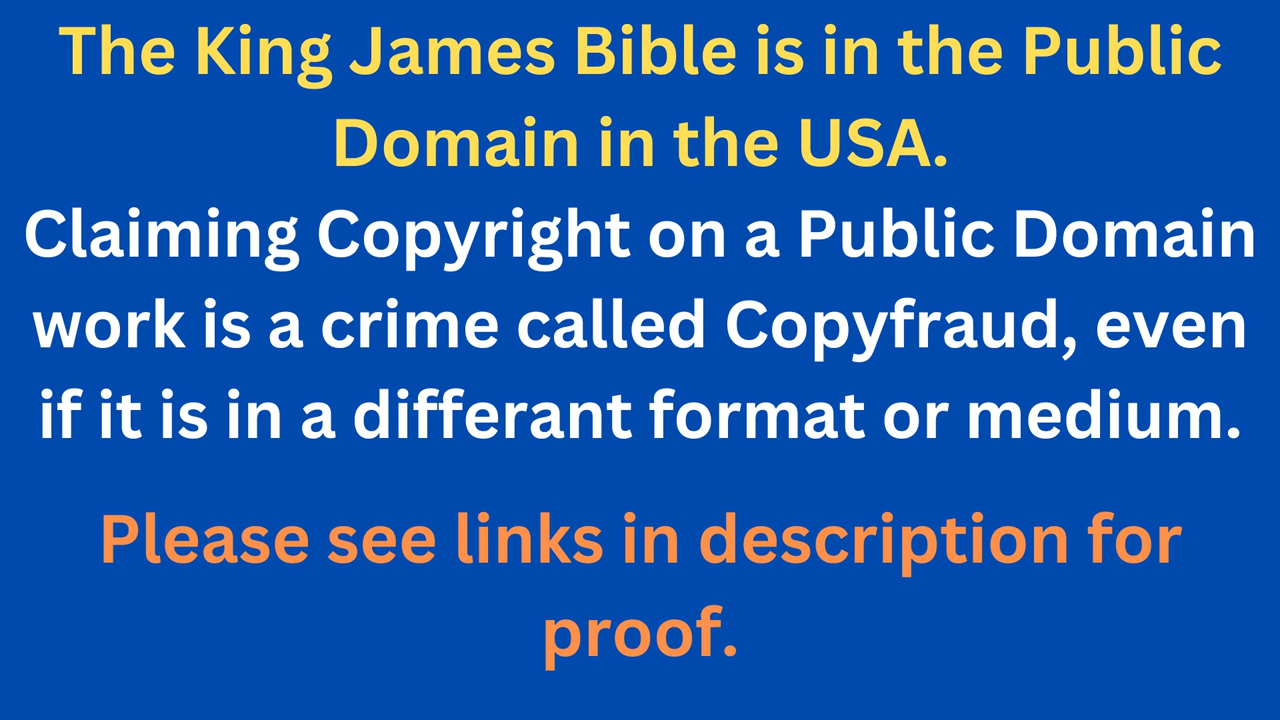 The King James Bible is in the Public
Domain in the USA.
Claiming Copyright on a Public Domain
work is a crime called Copyfraud, even
if it is in a differant format or medium.
Please see links in description for
proof.